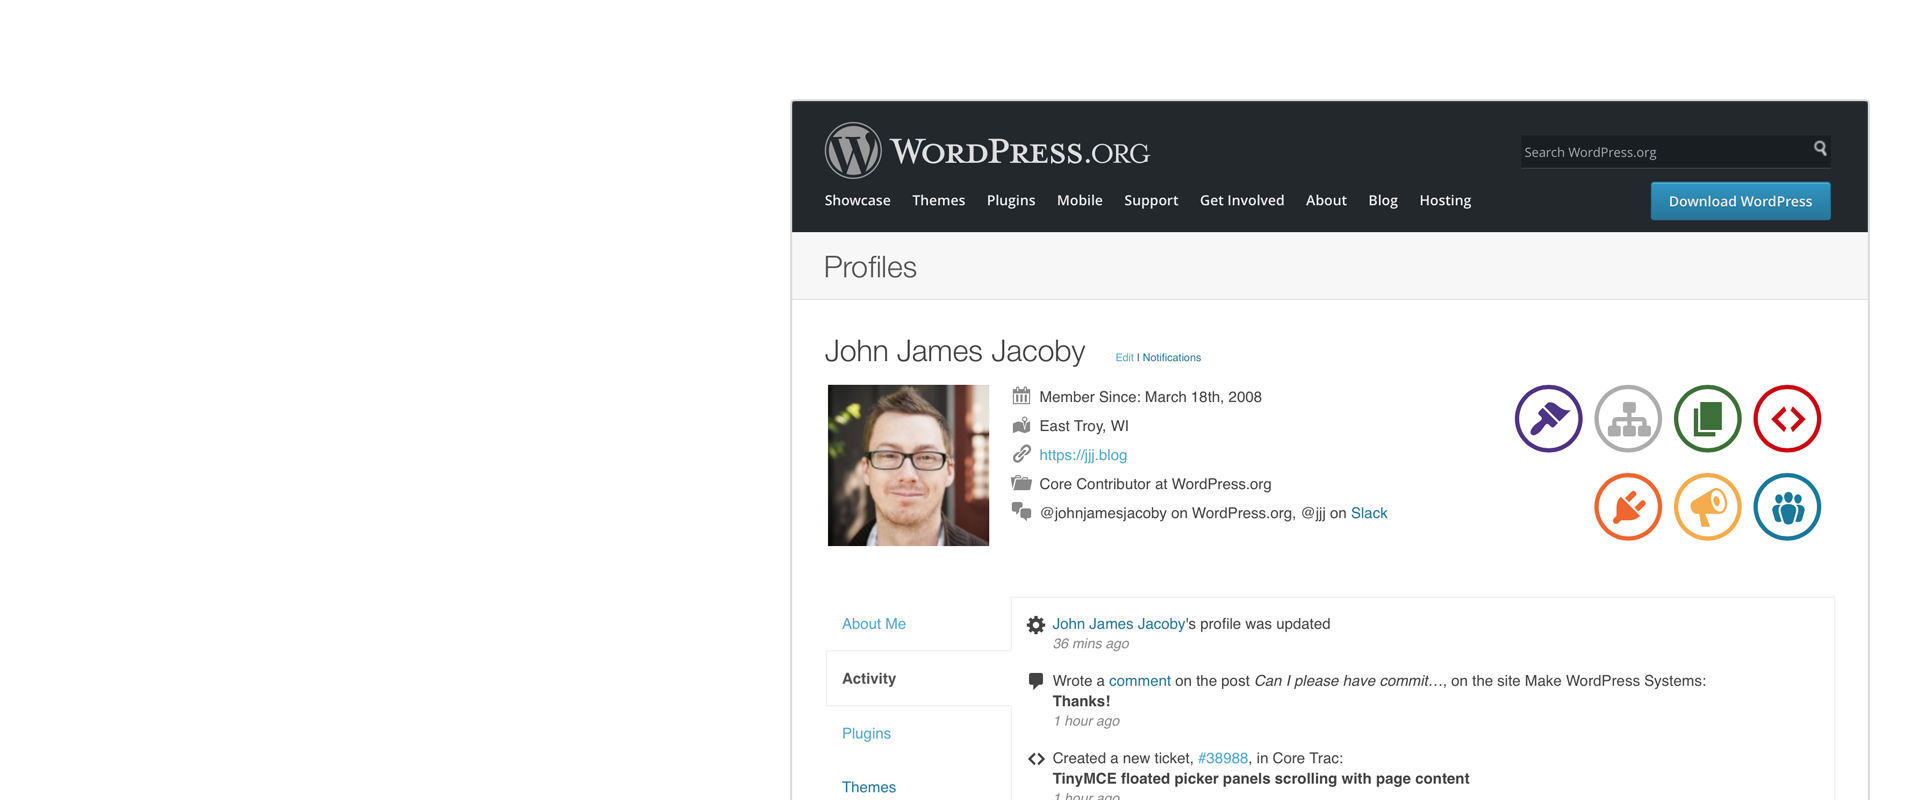 WORDPRESS.ORG
Search WordPress.org
Showcase Themes Plugins Mobile Support Get Involved About Blog Hosting
Download WordPress
Profiles
John James Jacoby
Edit | Notifications
Member Since: March 18th, 2008
East Troy, WI
https://jjj.blog
Core Contributor at WordPress.org
@johnjamesjacoby on WordPress.org, @jjj on Slack
About Me
Activity
Plugins
Themes
John James Jacoby's profile was updated
36 mins ago
Wrote a comment on the post Can I please have commit…, on the site Make WordPress Systems:
Thanks!
1 hour ago
Created a new ticket, #38988, in Core Trac:
TinyMCE floated picker panels scrolling with page content
1 hour ago